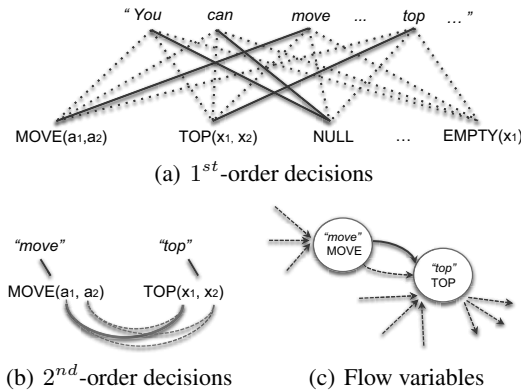 “ You can move ... top ...”
MOVE(a1,a2) TOP(x1, x2) NULL ... EMPTY(x1)
(a) 1st-order decisions
“move” “top”
MOVE(a1, a2) TOP(x1, x2)
“move”
MOVE
“top”
TOP
(b) 2nd-order decisions (c) Flow variables